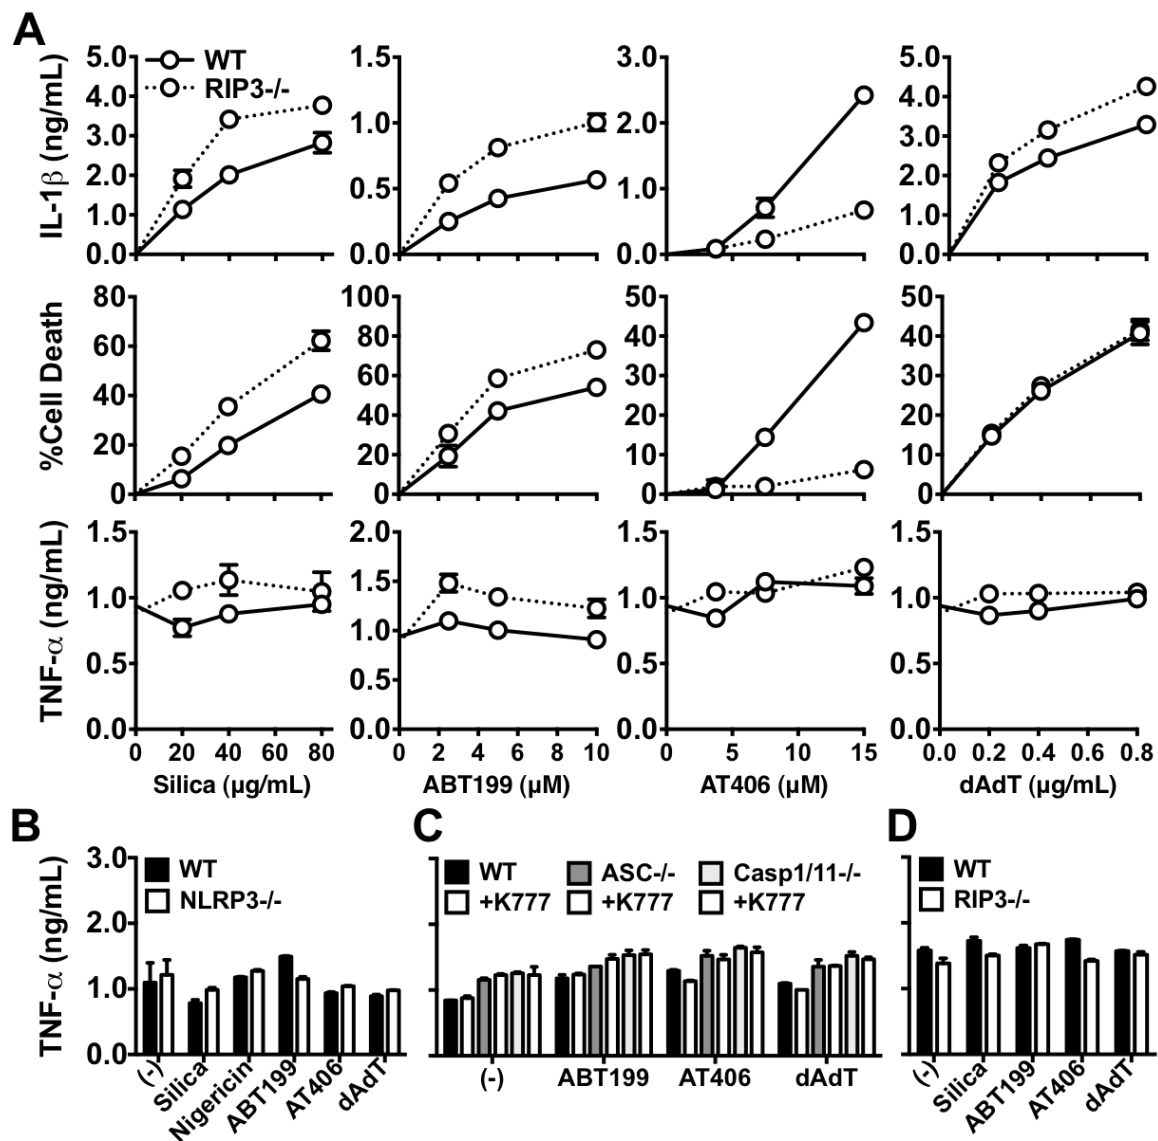 A
WT
RIP3-/-
IL-1β (ng/mL)
5.0
4.0
3.0
2.0
1.0
0.0
1.5
1.0
0.5
0.0
3.0
2.0
1.0
0.0
5.0
4.0
3.0
2.0
1.0
0.0
%Cell Death
80
60
40
20
0
100
80
60
40
20
0
50
40
30
20
10
0
50
40
30
20
10
0
TNF-α (ng/mL)
1.5
1.0
0.5
0.0
2.0
1.5
1.0
0.5
0.0
1.5
1.0
0.5
0.0
1.5
1.0
0.5
0.0
0 20 40 60 80
Silica (µg/mL)
0 2 4 6 8 10
ABT199 (µM)
0 5 10 15
AT406 (µM)
0.0 0.2 0.4 0.6 0.8
dAdT (µg/mL)
B
TNF-α (ng/mL)
3.0
2.0
1.0
0.0
WT
NLRP3-/-
(-) Silica Nigericin ABT199 AT406 dAdT
C
WT ASC-/- Casp1/11-/-
+K777 +K777 +K777
(-) ABT199 AT406 dAdT
D
WT
RIP3-/-
(-) Silica ABT199 AT406 dAdT